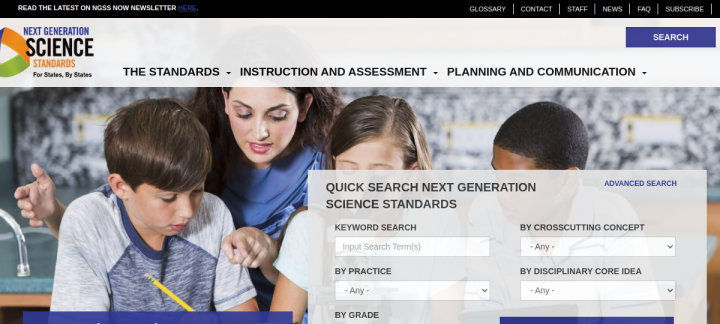 READ THE LATEST ON NGSS NOW NEWSLETTER HERE.
GLOSSARY CONTACT STAFF NEWS FAQ SUBSCRIBE
NEXT GENERATION
SCIENCE
STANDARDS
For States, By States
SEARCH
THE STANDARDS INSTRUCTION AND ASSESSMENT PLANNING AND COMMUNICATION
QUICK SEARCH NEXT GENERATION
SCIENCE STANDARDS
ADVANCED SEARCH
KEYWORD SEARCH BY CROSSCUTTING CONCEPT
Input Search Term(s) - Any -
BY PRACTICE BY DISCIPLINARY CORE IDEA
- Any - - Any -
BY GRADE